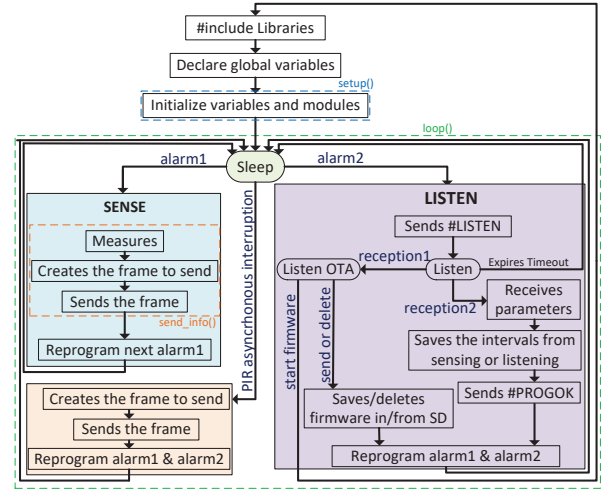 #include Libraries
Declare global variables
setup()
Initialize variables and modules
loop()
Sleep
alarm1
alarm2
SENSE
Measures
Creates the frame to send
Sends the frame
send_info()
Reprogram next alarm1
PIR asynchonous interruption
Creates the frame to send
Sends the frame
Reprogram alarm1 & alarm2
LISTEN
Sends #LISTEN
Listen OTA
reception1
Listen
Expires Timeout
reception2
Receives
parameters
Saves the intervals from
sensing or listening
Sends #PROGOK
start firmware
send or delete
Saves/deletes
firmware in/from SD
Reprogram alarm1 & alarm2